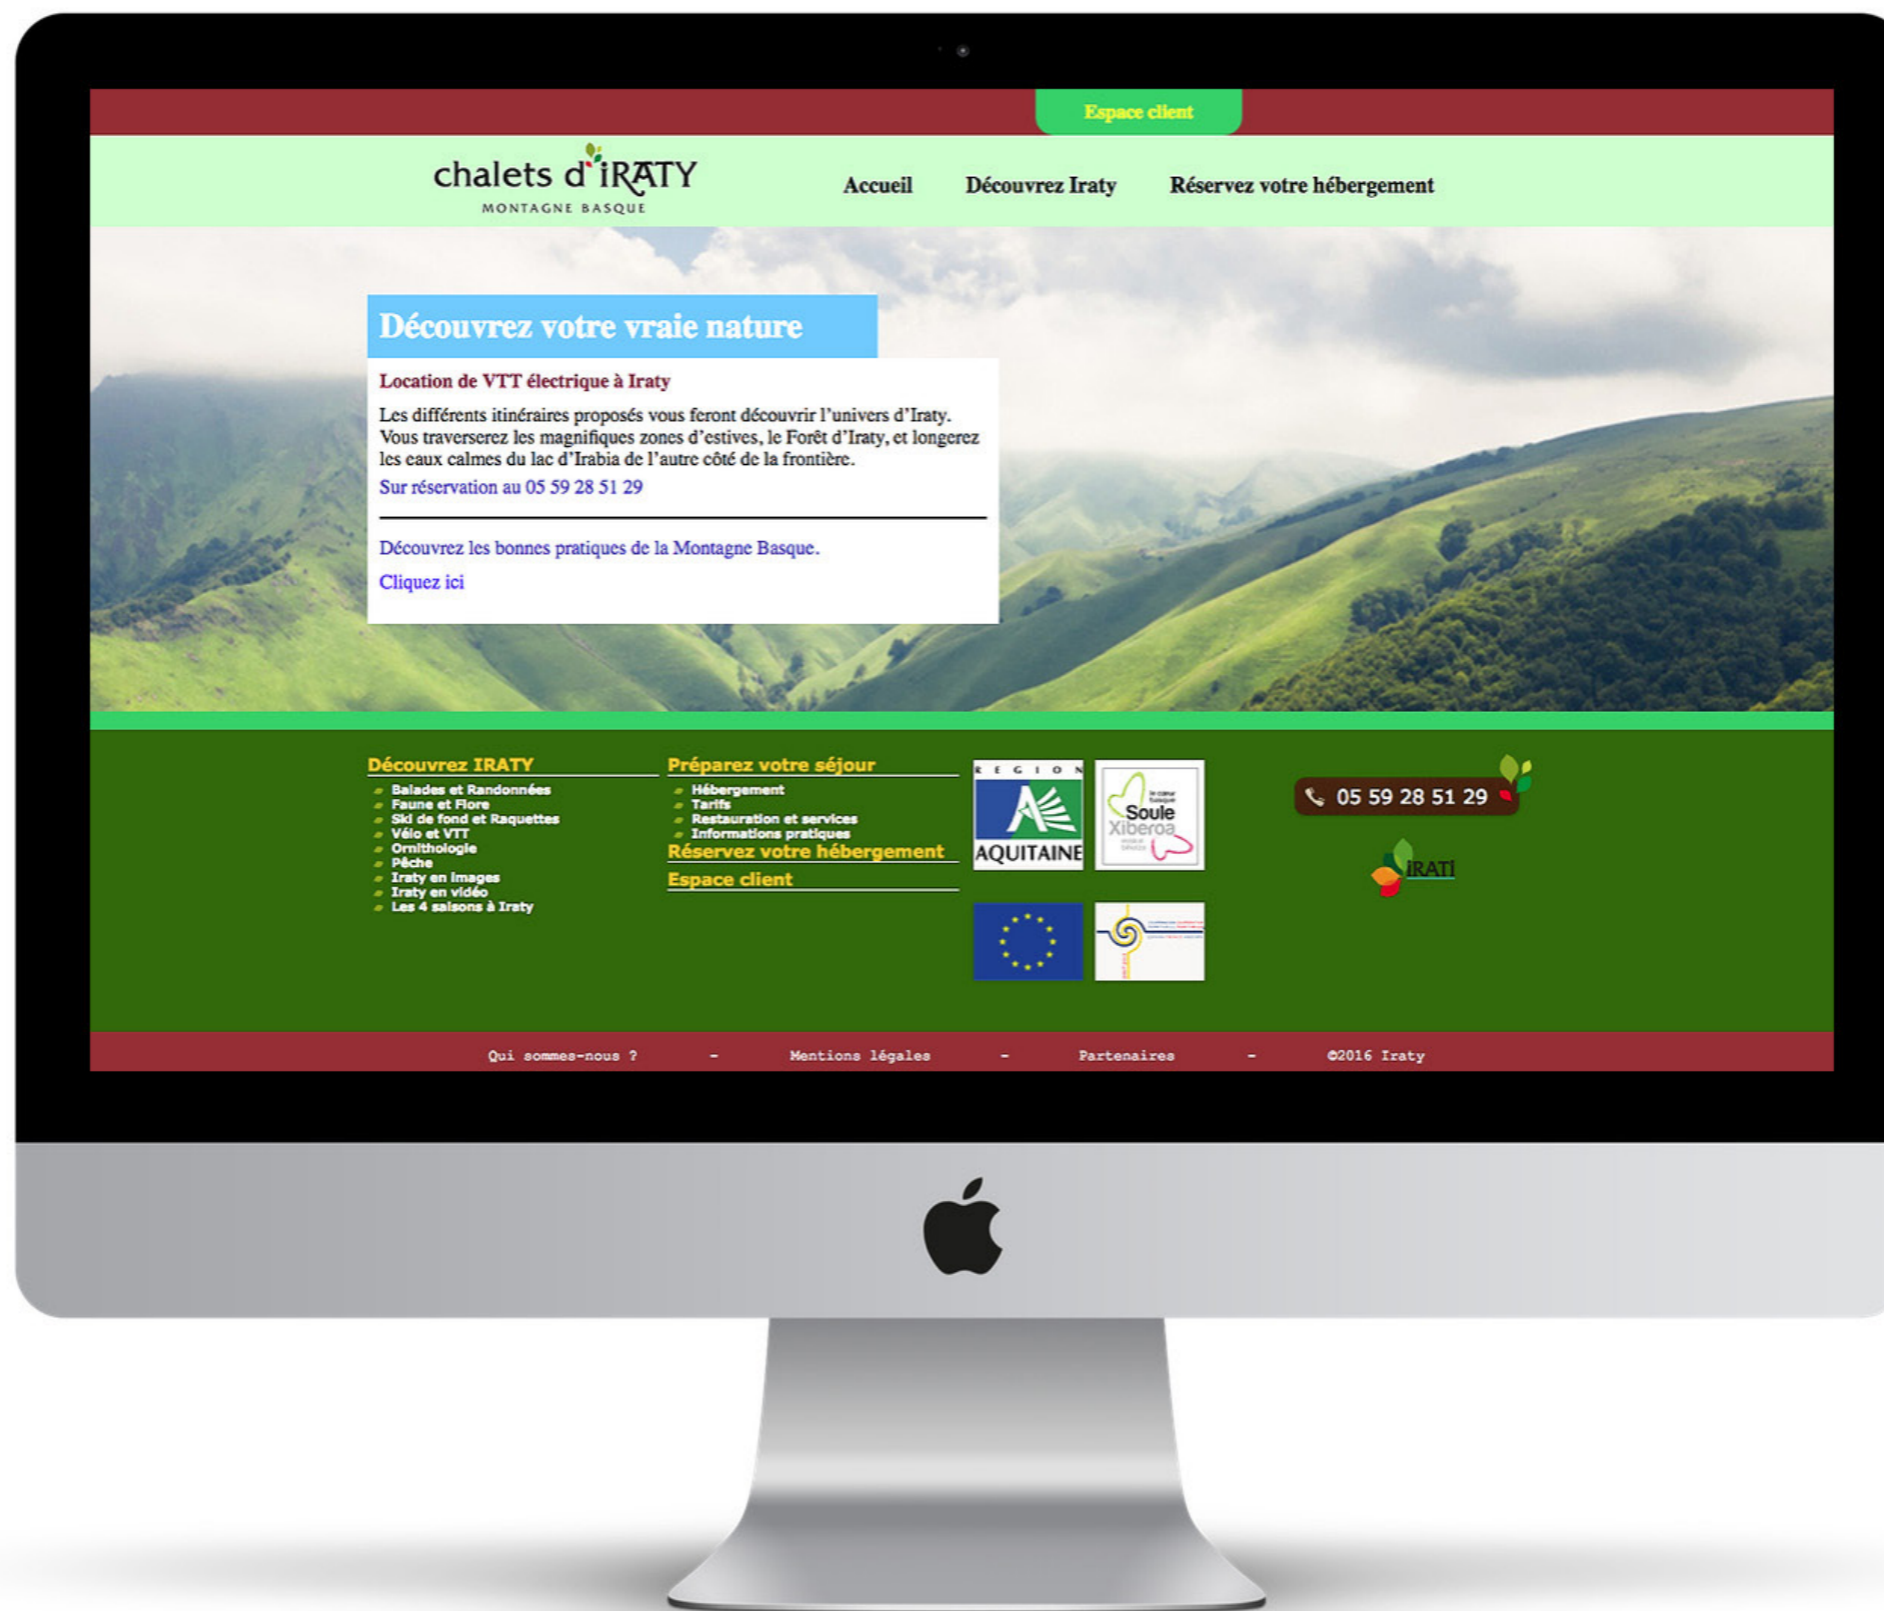 Espace client
chalets d'iRATY
MONTAGNE BASQUE
Accueil
Découvrez Iraty
Réservez votre hébergement
Découvrez votre vraie nature
Location de VTT électrique à Iraty
Les différents itinéraires proposés vous feront découvrir l'univers d'Iraty.
Vous traverserez les magnifiques zones d'estives, le Forêt d'Iraty, et longerez
les eaux calmes du lac d'Irabia de l'autre côté de la frontière.
Sur réservation au 05 59 28 51 29
Découvrez les bonnes pratiques de la Montagne Basque.
Cliquez ici
Découvrez IRATY
Balades et Randonnées
Faune et Flore
Ski de fond et Raquettes
Vélo et VTT
Ornithologie
Pêche
Iraty en images
Iraty en vidéo
Les 4 saisons à Iraty
Préparez votre séjour
Hébergement
Tarifs
Restauration et services
Informations pratiques
Réservez votre hébergement
Espace client
REGION
AQUITAINE
le cœur
basque
Soule
Xiberoa
05 59 28 51 29
iRATI
Qui sommes-nous ? - Mentions légales - Partenaires - ©2016 Iraty